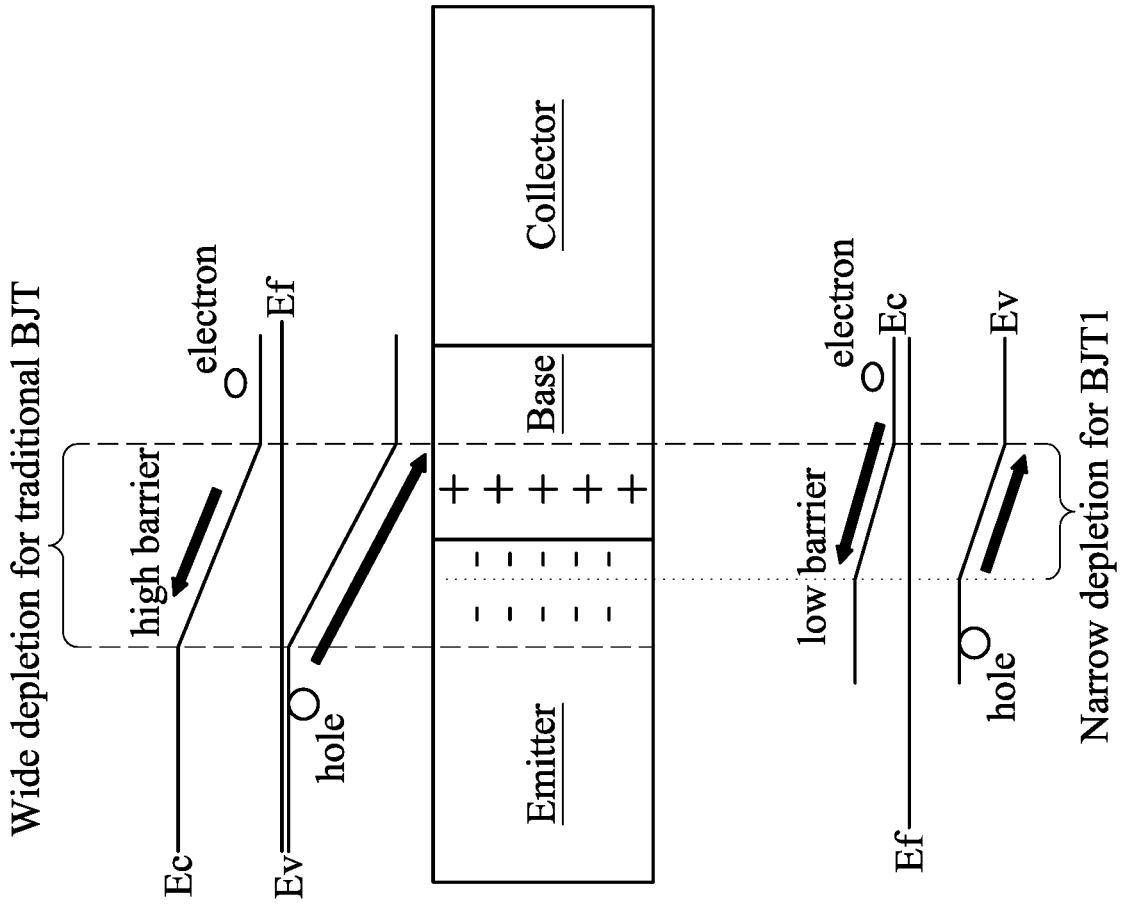 Wide depletion for traditional BJT
Ec
high barrier
electron
Ev
Ef
hole
Emitter
Base
Collector
- - - - -
- - - - -
+ + + + +
low barrier
electron
Ef
Ec
hole
Ev
Narrow depletion for BJT1